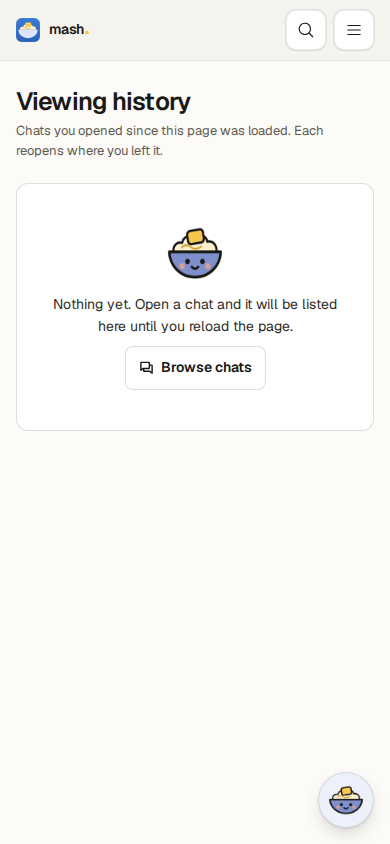 mash.
Viewing history
Chats you opened since this page was loaded. Each
reopens where you left it.
Nothing yet. Open a chat and it will be listed
here until you reload the page.
Browse chats